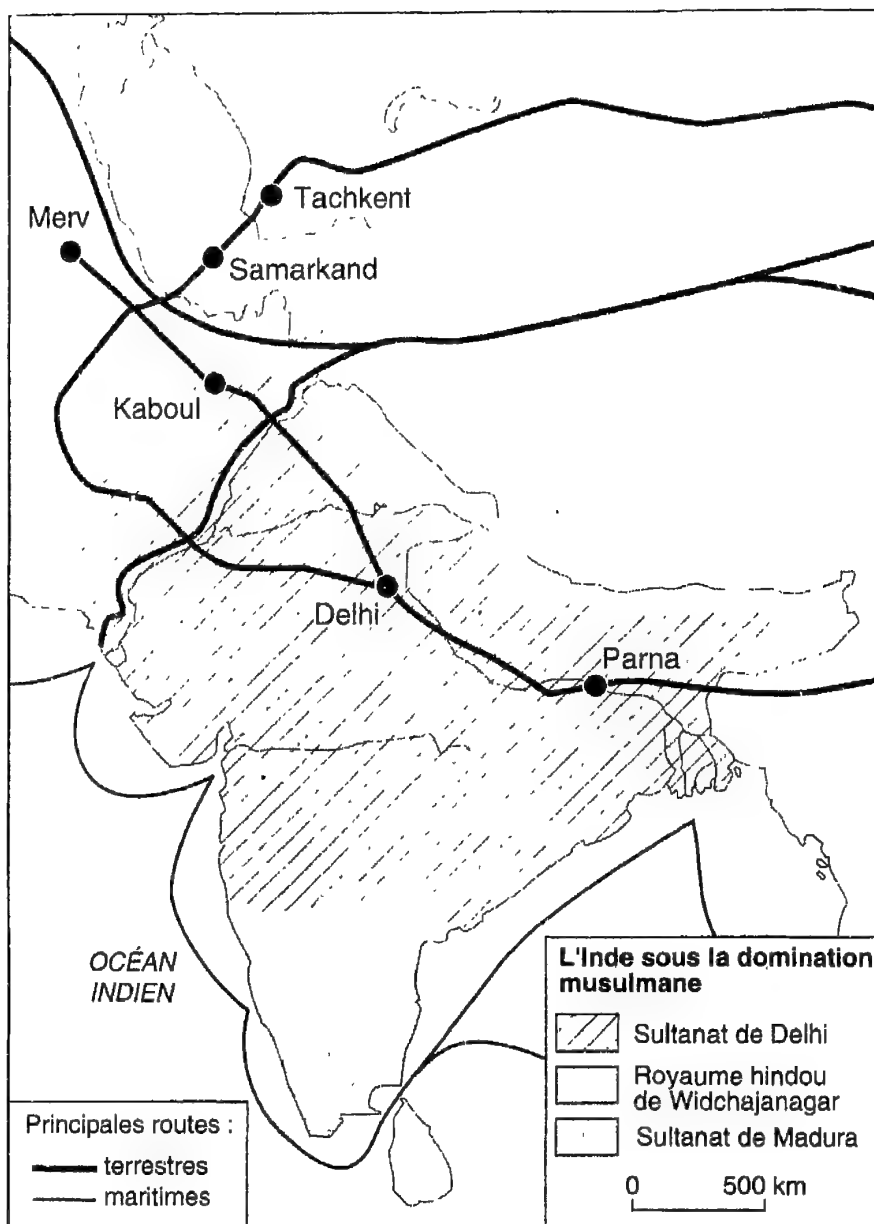 Tachkent
Merv
Samarkand
Kaboul
Delhi
Parna
OCÉAN
INDIEN
Principales routes :
terrestres
maritimes
L'Inde sous la domination
musulmane
Sultanat de Delhi
Royaume hindou
de Widchajanagar
Sultanat de Madura
0 500 km